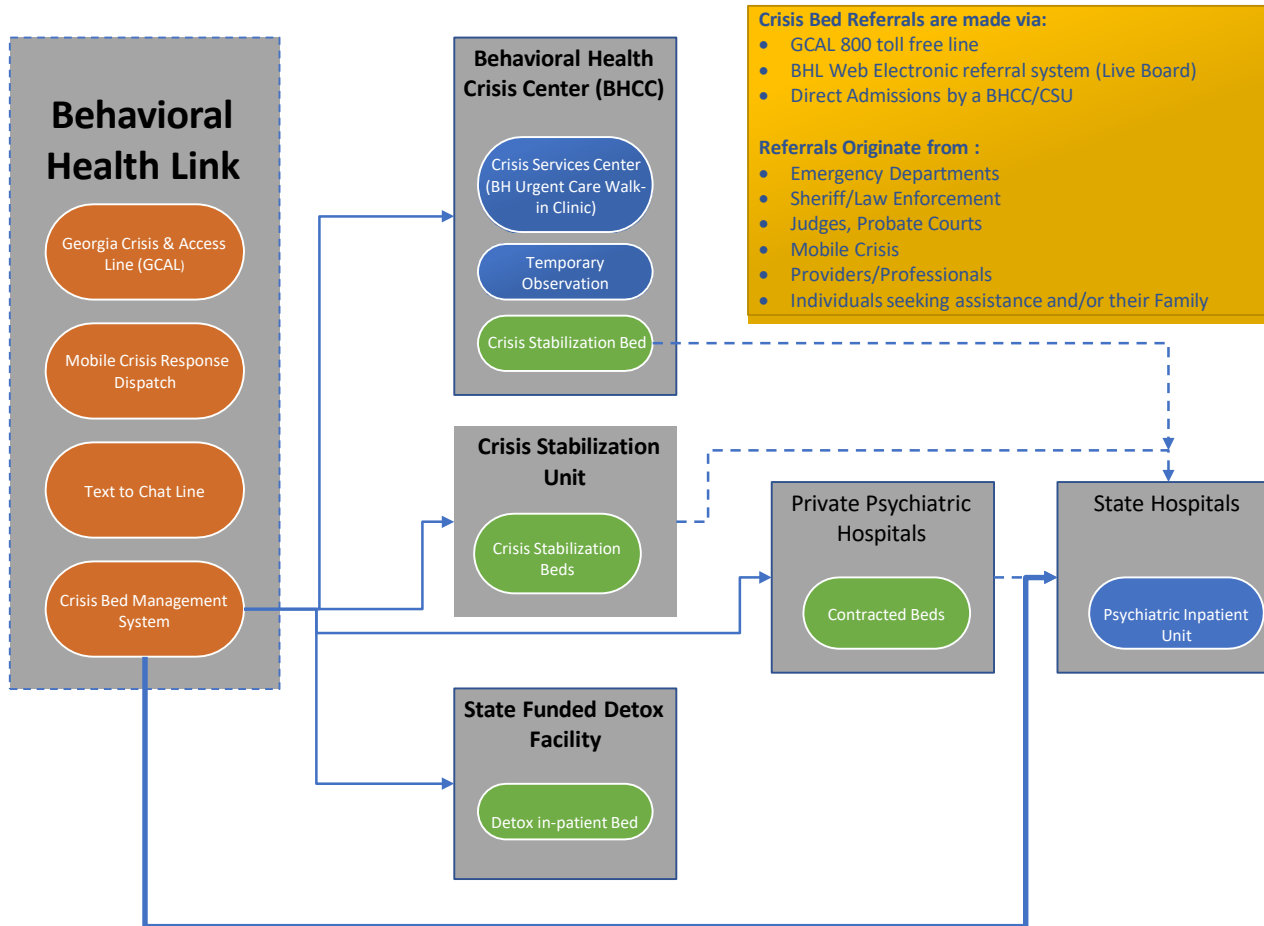 Behavioral
Health Link
Georgia Crisis & Access
Line (GCAL)
Mobile Crisis Response
Dispatch
Text to Chat Line
Crisis Bed Management
System
Behavioral Health
Crisis Center (BHCC)
Crisis Services Center
(BH Urgent Care Walk-
in Clinic)
Temporary
Observation
Crisis Stabilization Bed
Crisis Stabilization
Unit
Crisis Stabilization
Beds
State Funded Detox
Facility
Detox in-patient Bed
Private Psychiatric
Hospitals
Contracted Beds
State Hospitals
Psychiatric Inpatient
Unit
Crisis Bed Referrals are made via:
• GCAL 800 toll free line
• BHL Web Electronic referral system (Live Board)
• Direct Admissions by a BHCC/CSU
Referrals Originate from :
• Emergency Departments
• Sheriff/Law Enforcement
• Judges, Probate Courts
• Mobile Crisis
• Providers/Professionals
• Individuals seeking assistance and/or their Family